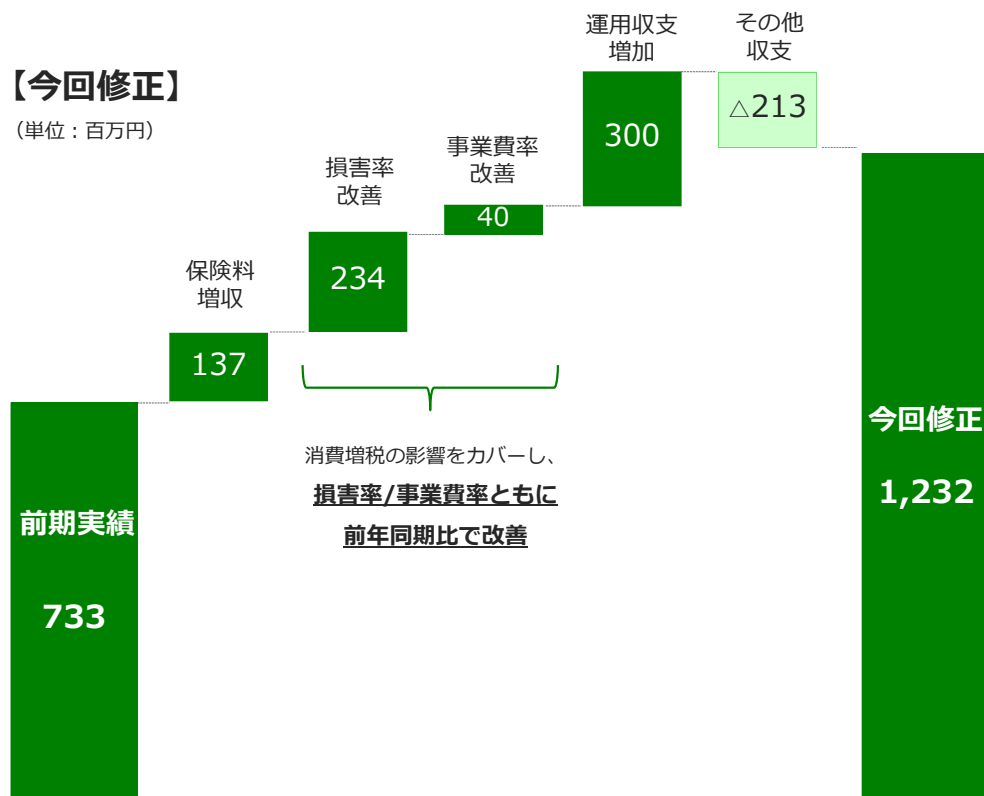 【今回修正】
（単位：百万円）
前期実績
733
保険料
増収
137
損害率
改善
234
事業費率
改善
40
運用収支
増加
300
その他
収支
△213
今回修正
1,232
消費増税の影響をカバーし、
損害率/事業費率ともに
前年同期比で改善